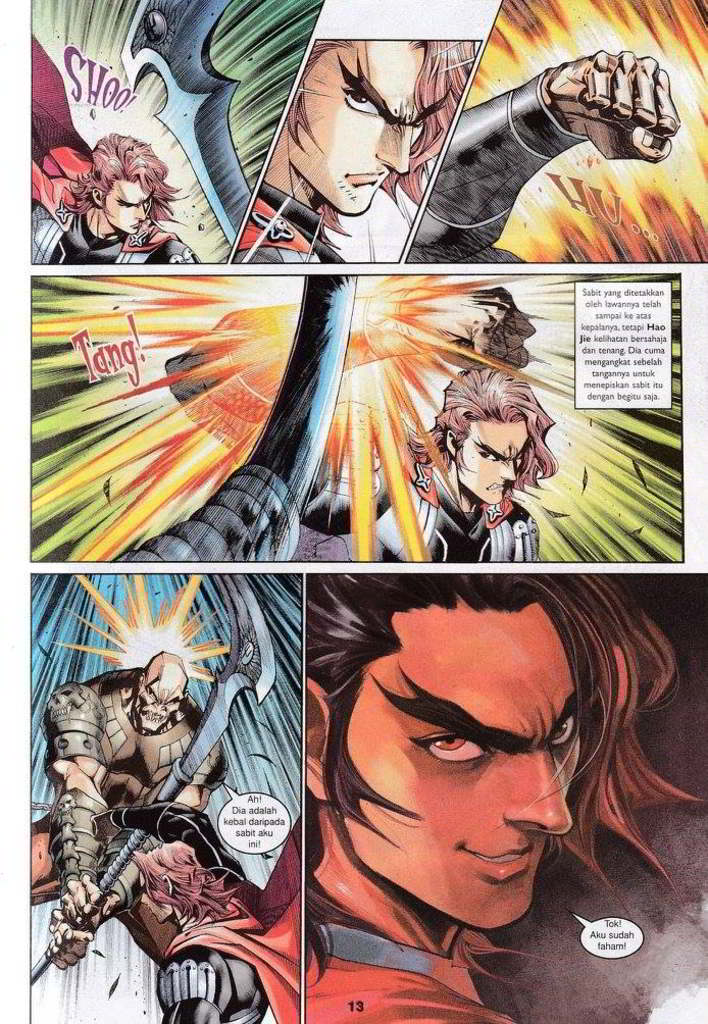 SHOO!
HU...
Tang!
Sabit yang ditetakkan
oleh lawannya telah
sampai ke atas
kepalanya, tetapi Hao
Jie kelihatan bersahaja
dan tenang. Dia cuma
mengangkat sebelah
tangannya untuk
menepiskan sabit itu
dengan begitu saja.
Ah!
Dia adalah
kebal daripada
sabit aku
ini!
Tok!
Aku sudah
faham!
13